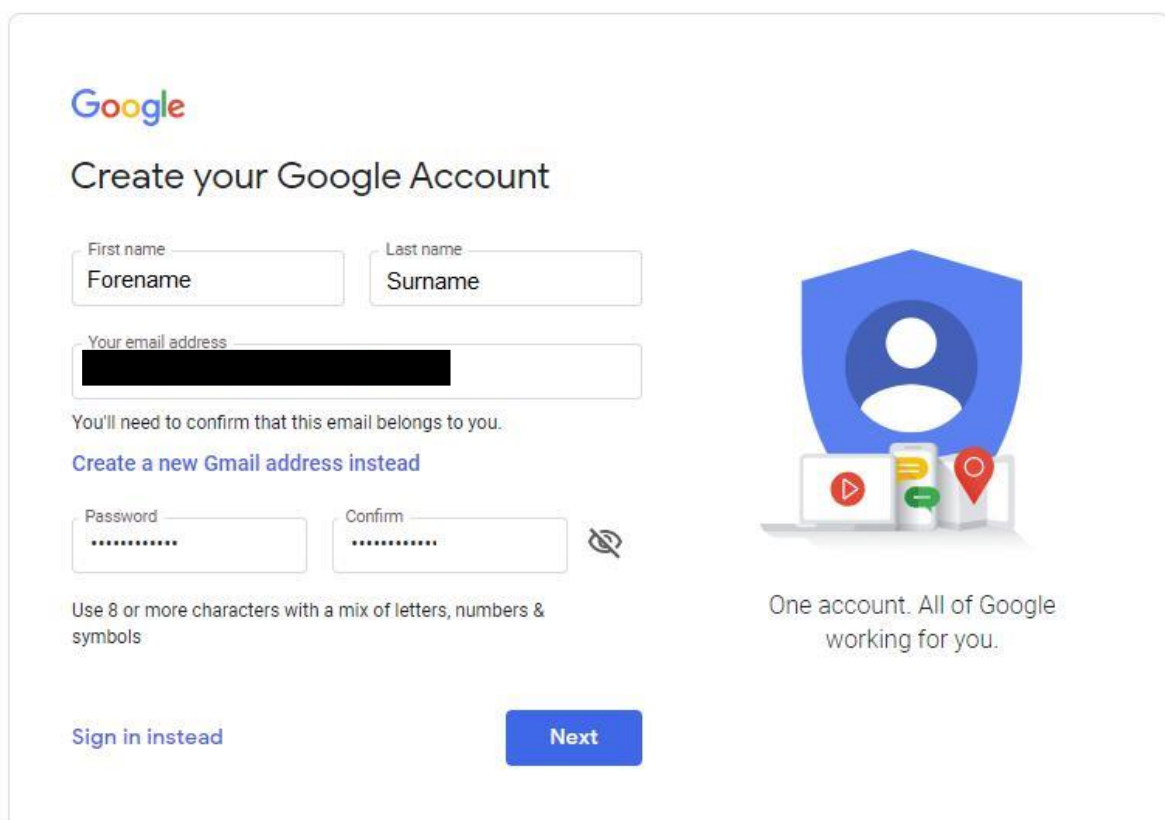 Google
Create your Google Account
First name
Forename
Last name
Surname
Your email address
You'll need to confirm that this email belongs to you.
Create a new Gmail address instead
Password
••••••••••••
Confirm
••••••••••••
Use 8 or more characters with a mix of letters, numbers &
symbols
Sign in instead
Next
One account. All of Google
working for you.